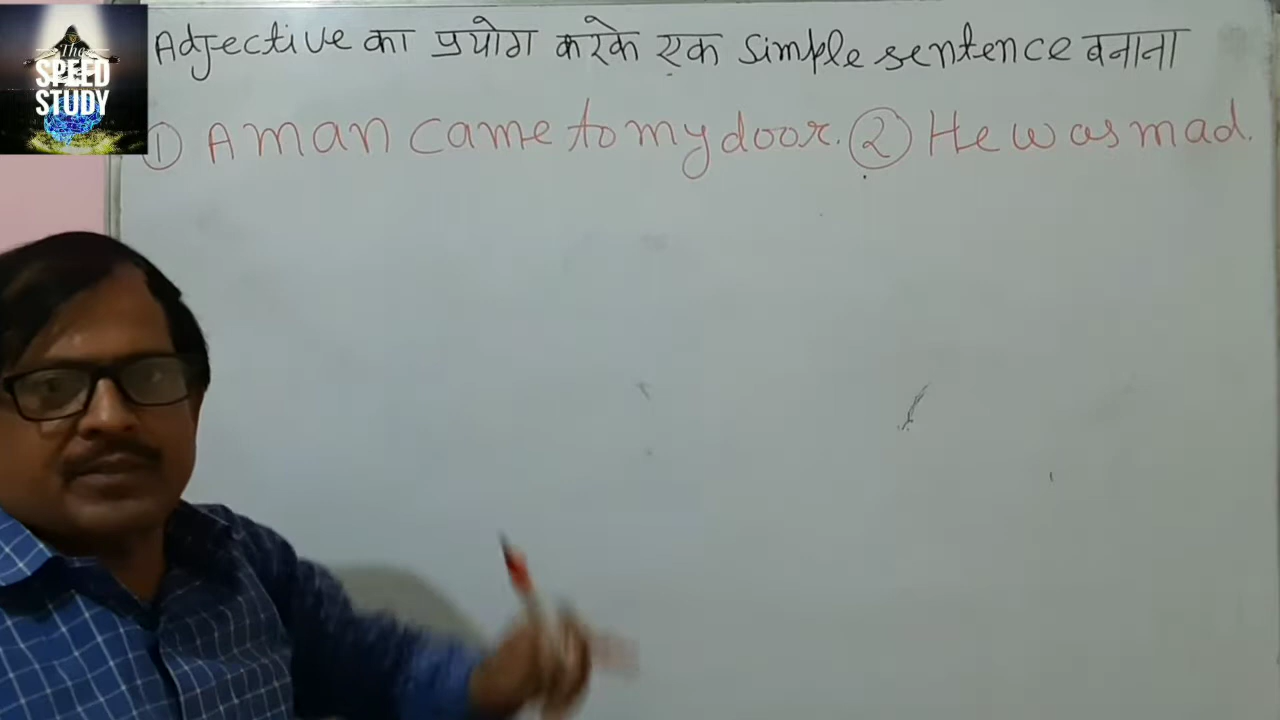 The
SPEED
STUDY
Adjective का प्रयोग करके एक simple sentence बनाना
① A man came to my door. ② He was mad.